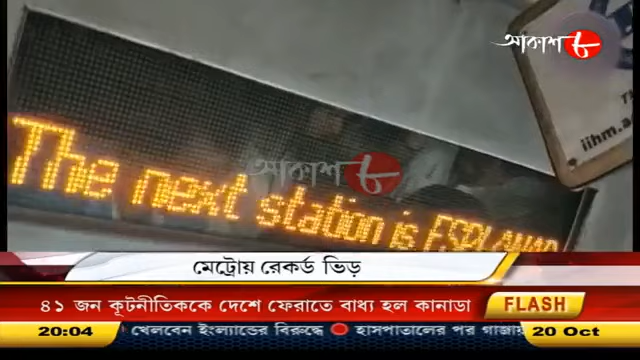 আকাশ ৮
iihm.a
আকাশ ৮
The next station is ESPLANAD
মেট্রোয় রেকর্ড ভিড়
৪১ জন কূটনীতিককে দেশে ফেরাতে বাধ্য হল কানাডা
FLASH
20:04
খেলবেন ইংল্যান্ডের বিরুদ্ধে
হাসপাতালের পর গাজায়
20 Oct